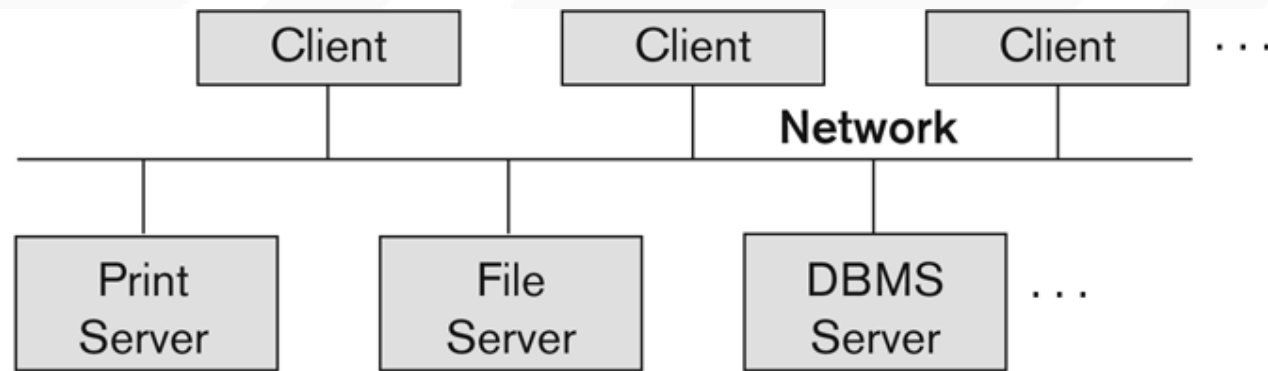 Client
Client
Client
. . .
Network
Print
Server
File
Server
DBMS
Server
. . .